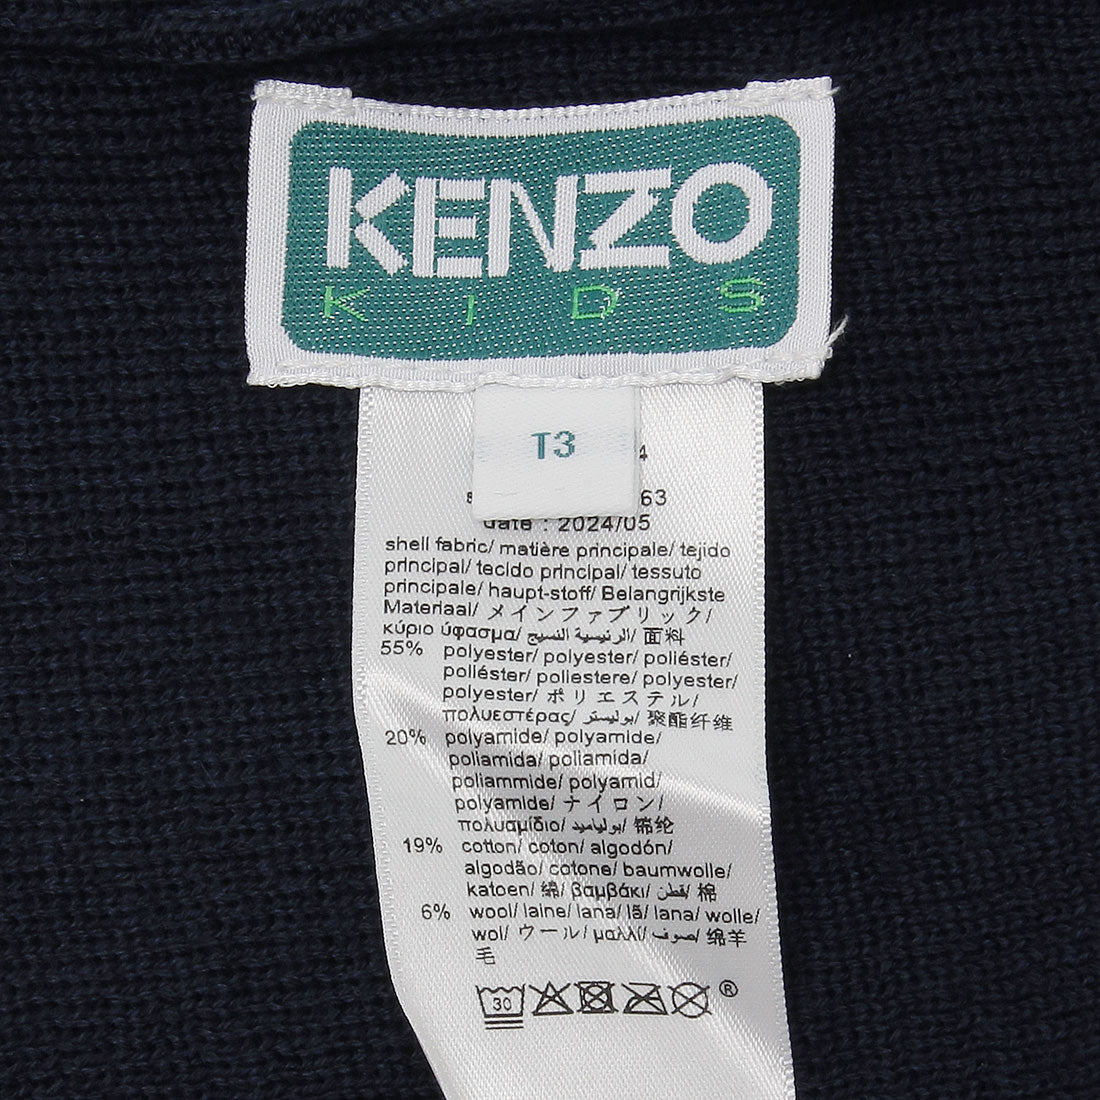 KENZO
KIDS
T3
4
63
date : 2024/05
shell fabric/ matière principale/ tejido
principal/ tecido principal/ tessuto
principale/ haupt-stoff/ Belangrijkste
Materiaal/ メインファブリック/
κύριο ύφασμα/ الرئيسية النسيج/ 面料
55% polyester/ polyester/ poliéster/
poliéster/ poliestere/ polyester/
polyester/ ポリエステル/
πολυεστέρας/ بوليستر/ 聚酯纤维
20% polyamide/ polyamide/
poliamida/ poliamida/
poliammide/ polyamid/
polyamide/ ナイロン/
πολυαμίδιο/ بولياميد/ 锦纶
19% cotton/ coton/ algodón/
algodão/ cotone/ baumwolle/
katoen/ 綿/ βαμβάκι/ قطن/ 棉
6% wool/ laine/ lana/ lã/ lana/ wolle/
wol/ ウール/ μαλλί/ صوف/ 绵羊
毛
30 ®